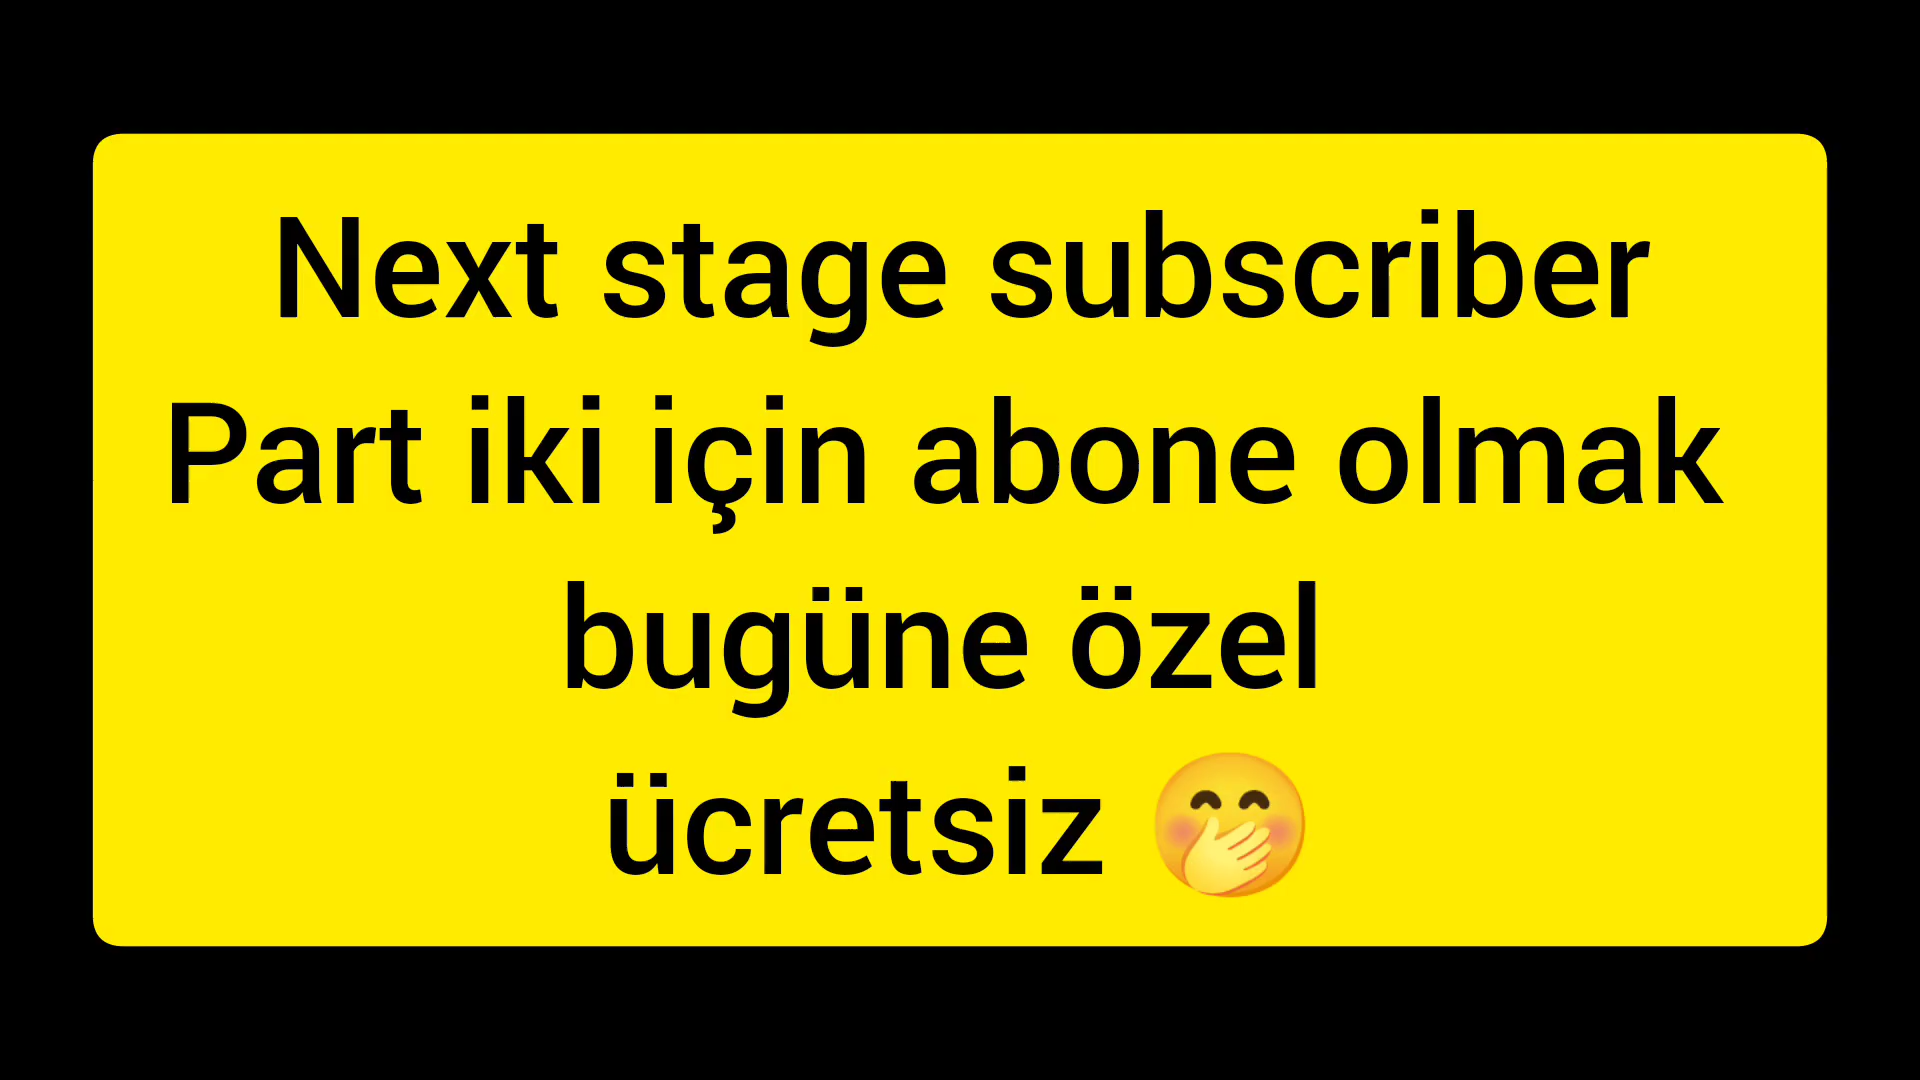 Next stage subscriber
Part iki için abone olmak
bugüne özel
ücretsiz 🤭